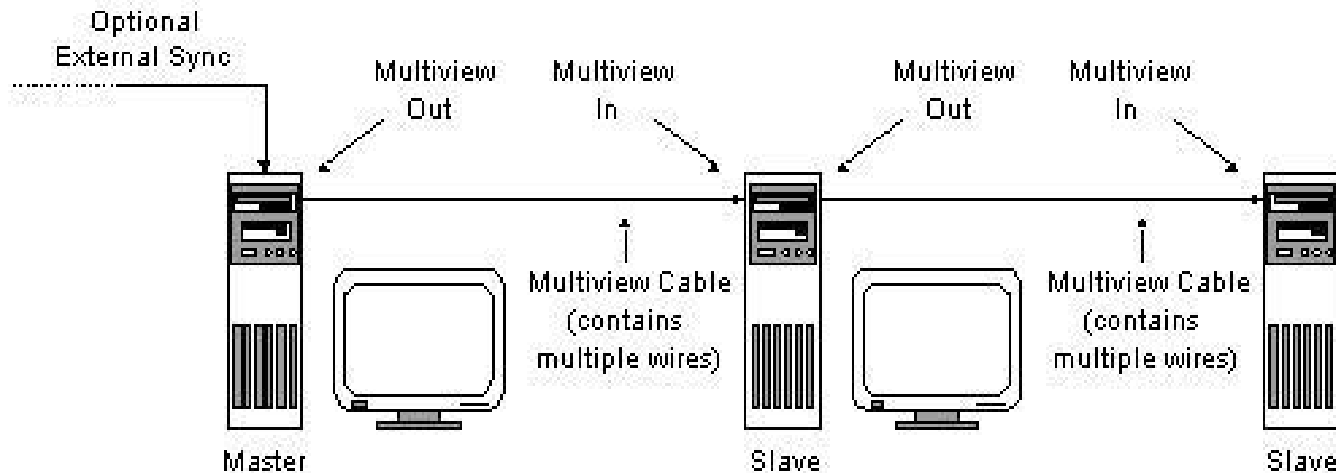 Optional
External Sync
Multiview
Out
Multiview
In
Multiview
Out
Multiview
In
Multiview Cable
(contains
multiple wires)
Multiview Cable
(contains
multiple wires)
Master
Slave
Slave